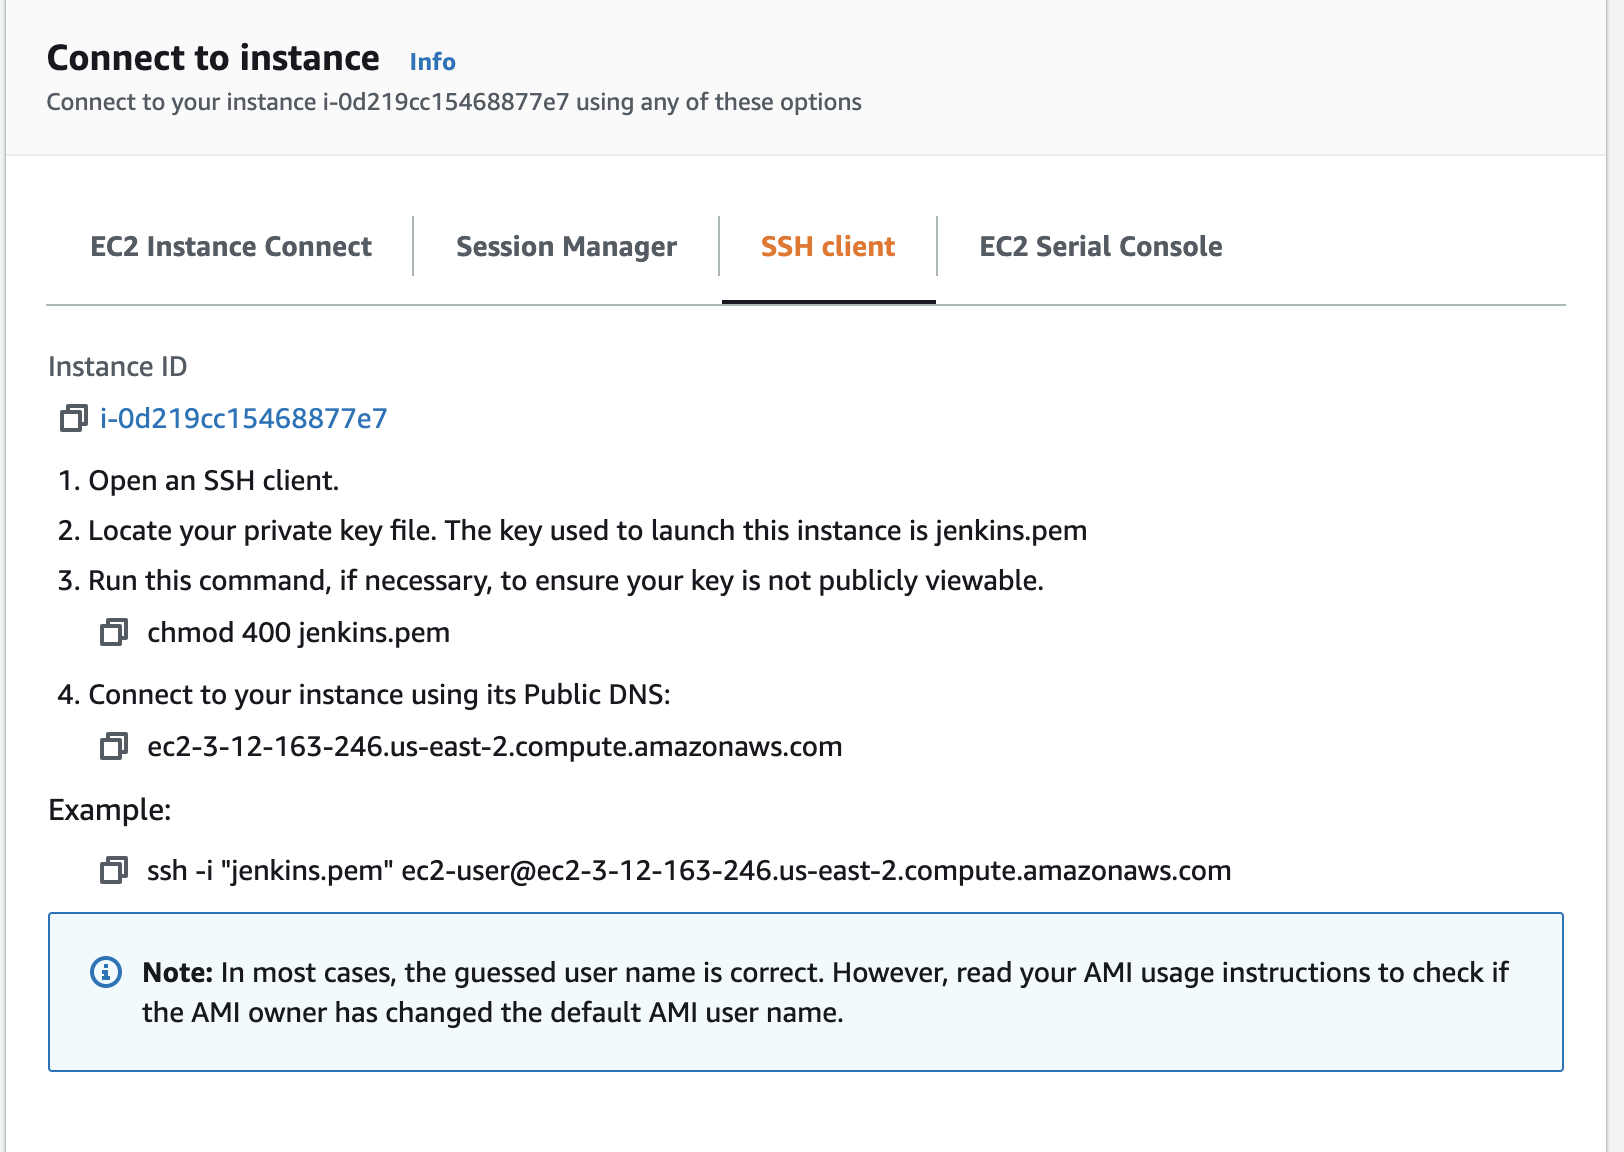 Connect to instance Info
Connect to your instance i-0d219cc15468877e7 using any of these options
EC2 Instance Connect Session Manager SSH client EC2 Serial Console
Instance ID
i-0d219cc15468877e7
1. Open an SSH client.
2. Locate your private key file. The key used to launch this instance is jenkins.pem
3. Run this command, if necessary, to ensure your key is not publicly viewable.
chmod 400 jenkins.pem
4. Connect to your instance using its Public DNS:
ec2-3-12-163-246.us-east-2.compute.amazonaws.com
Example:
ssh -i "jenkins.pem" ec2-user@ec2-3-12-163-246.us-east-2.compute.amazonaws.com
Note: In most cases, the guessed user name is correct. However, read your AMI usage instructions to check if
the AMI owner has changed the default AMI user name.